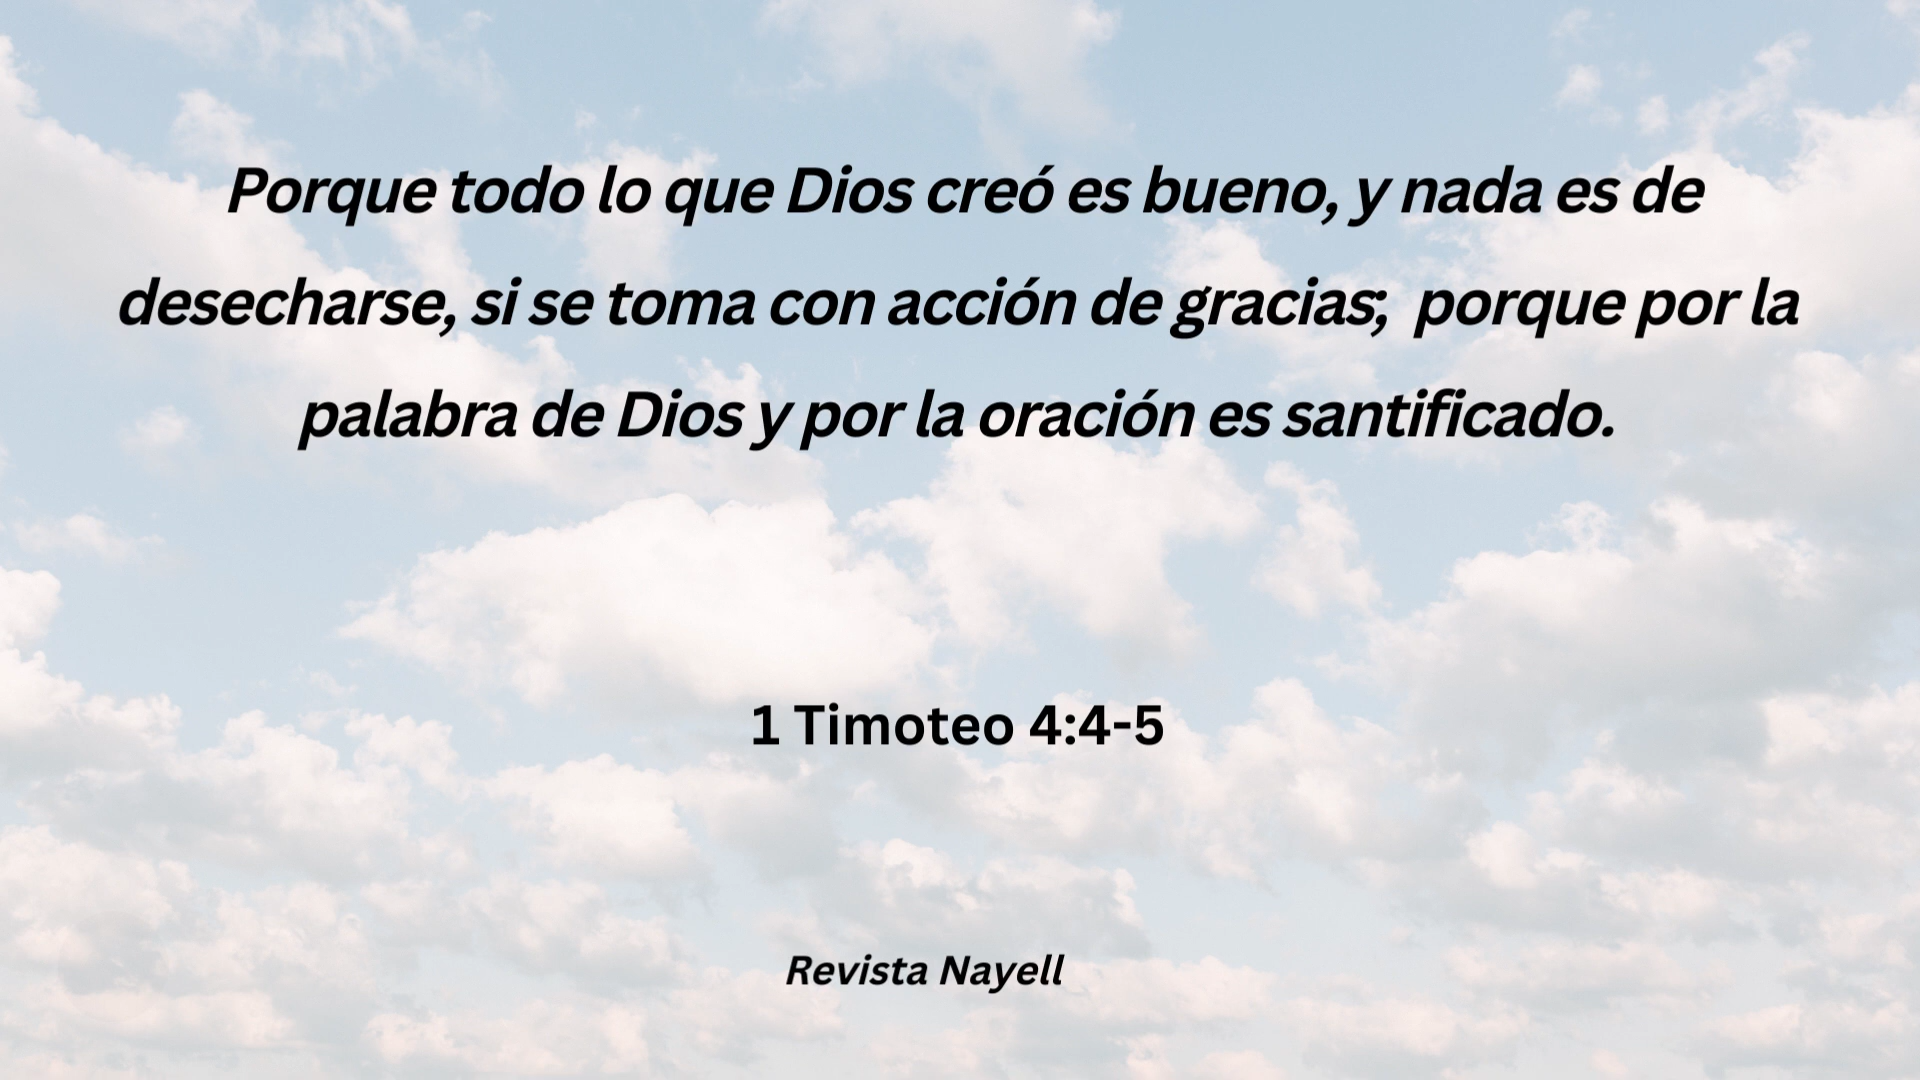 Porque todo lo que Dios creó es bueno, y nada es de
desecharse, si se toma con acción de gracias;  porque por la
palabra de Dios y por la oración es santificado.
1 Timoteo 4:4-5
Revista Nayell